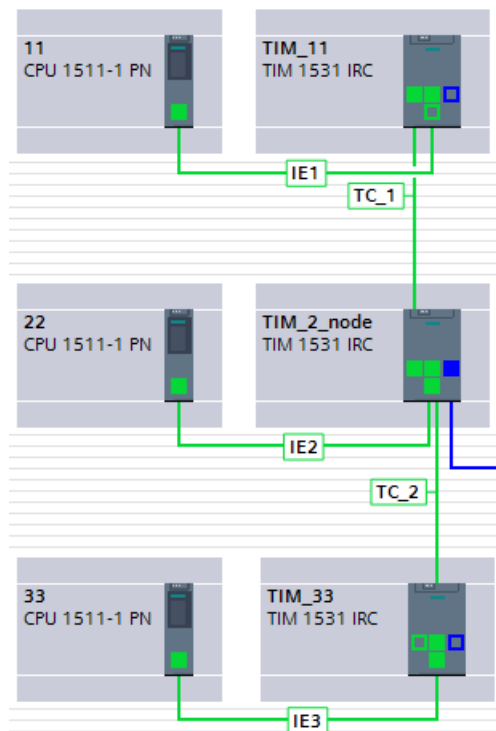 11
CPU 1511-1 PN
TIM_11
TIM 1531 IRC
IE1
TC_1
22
CPU 1511-1 PN
TIM_2_node
TIM 1531 IRC
IE2
TC_2
33
CPU 1511-1 PN
TIM_33
TIM 1531 IRC
IE3